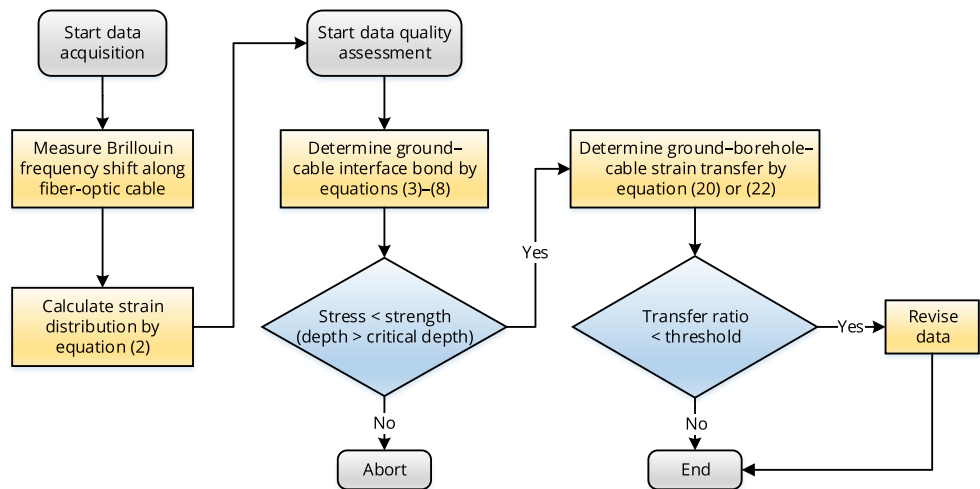 Start data
acquisition
Measure Brillouin
frequency shift along
fiber-optic cable
Calculate strain
distribution by
equation (2)
Start data quality
assessment
Determine ground–
cable interface bond by
equations (3)–(8)
Stress < strength
(depth > critical depth)
No
Abort
Yes
Determine ground–borehole–
cable strain transfer by
equation (20) or (22)
Transfer ratio
< threshold
No
End
Yes
Revise
data